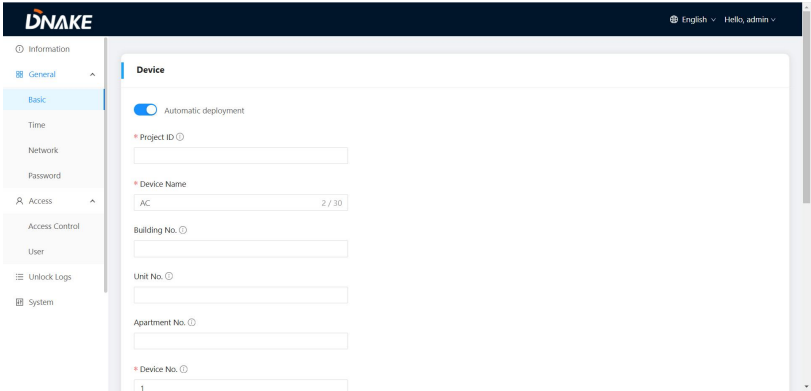 DNAKE
English
Hello, admin
Information
General
Basic
Time
Network
Password
Access
Access Control
User
Unlock Logs
System
Device
Automatic deployment
* Project ID
* Device Name
AC 2 / 30
Building No.
Unit No.
Apartment No.
* Device No.
1